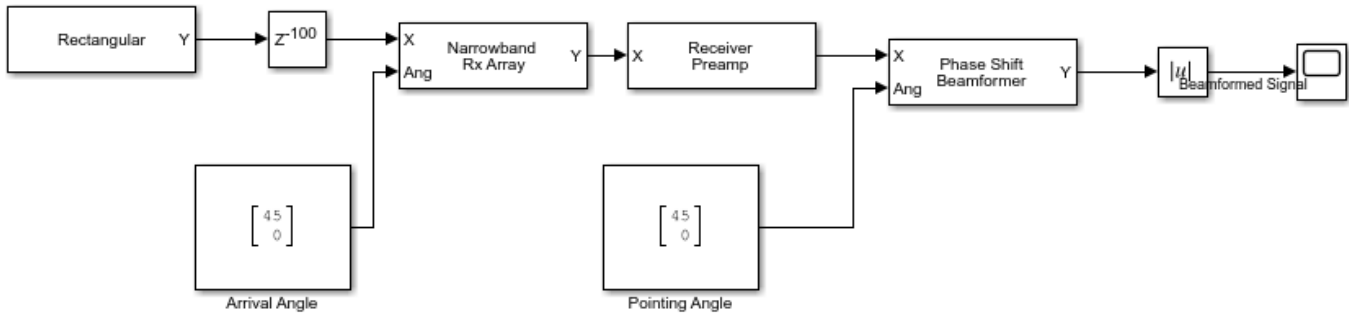 Rectangular
Y
Z-100
X
Ang
Narrowband
Rx Array
Y
X
Receiver
Preamp
X
Ang
Phase Shift
Beamformer
Y
|u|
Beamformed Signal
45
0
Arrival Angle
45
0
Pointing Angle